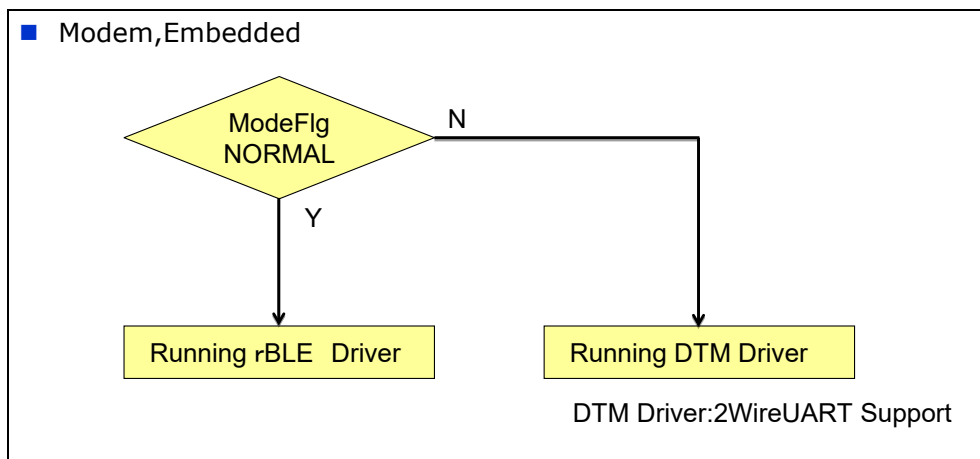 Modem,Embedded
ModeFlg
NORMAL
N
Y
Running rBLE Driver
Running DTM Driver
DTM Driver:2WireUART Support